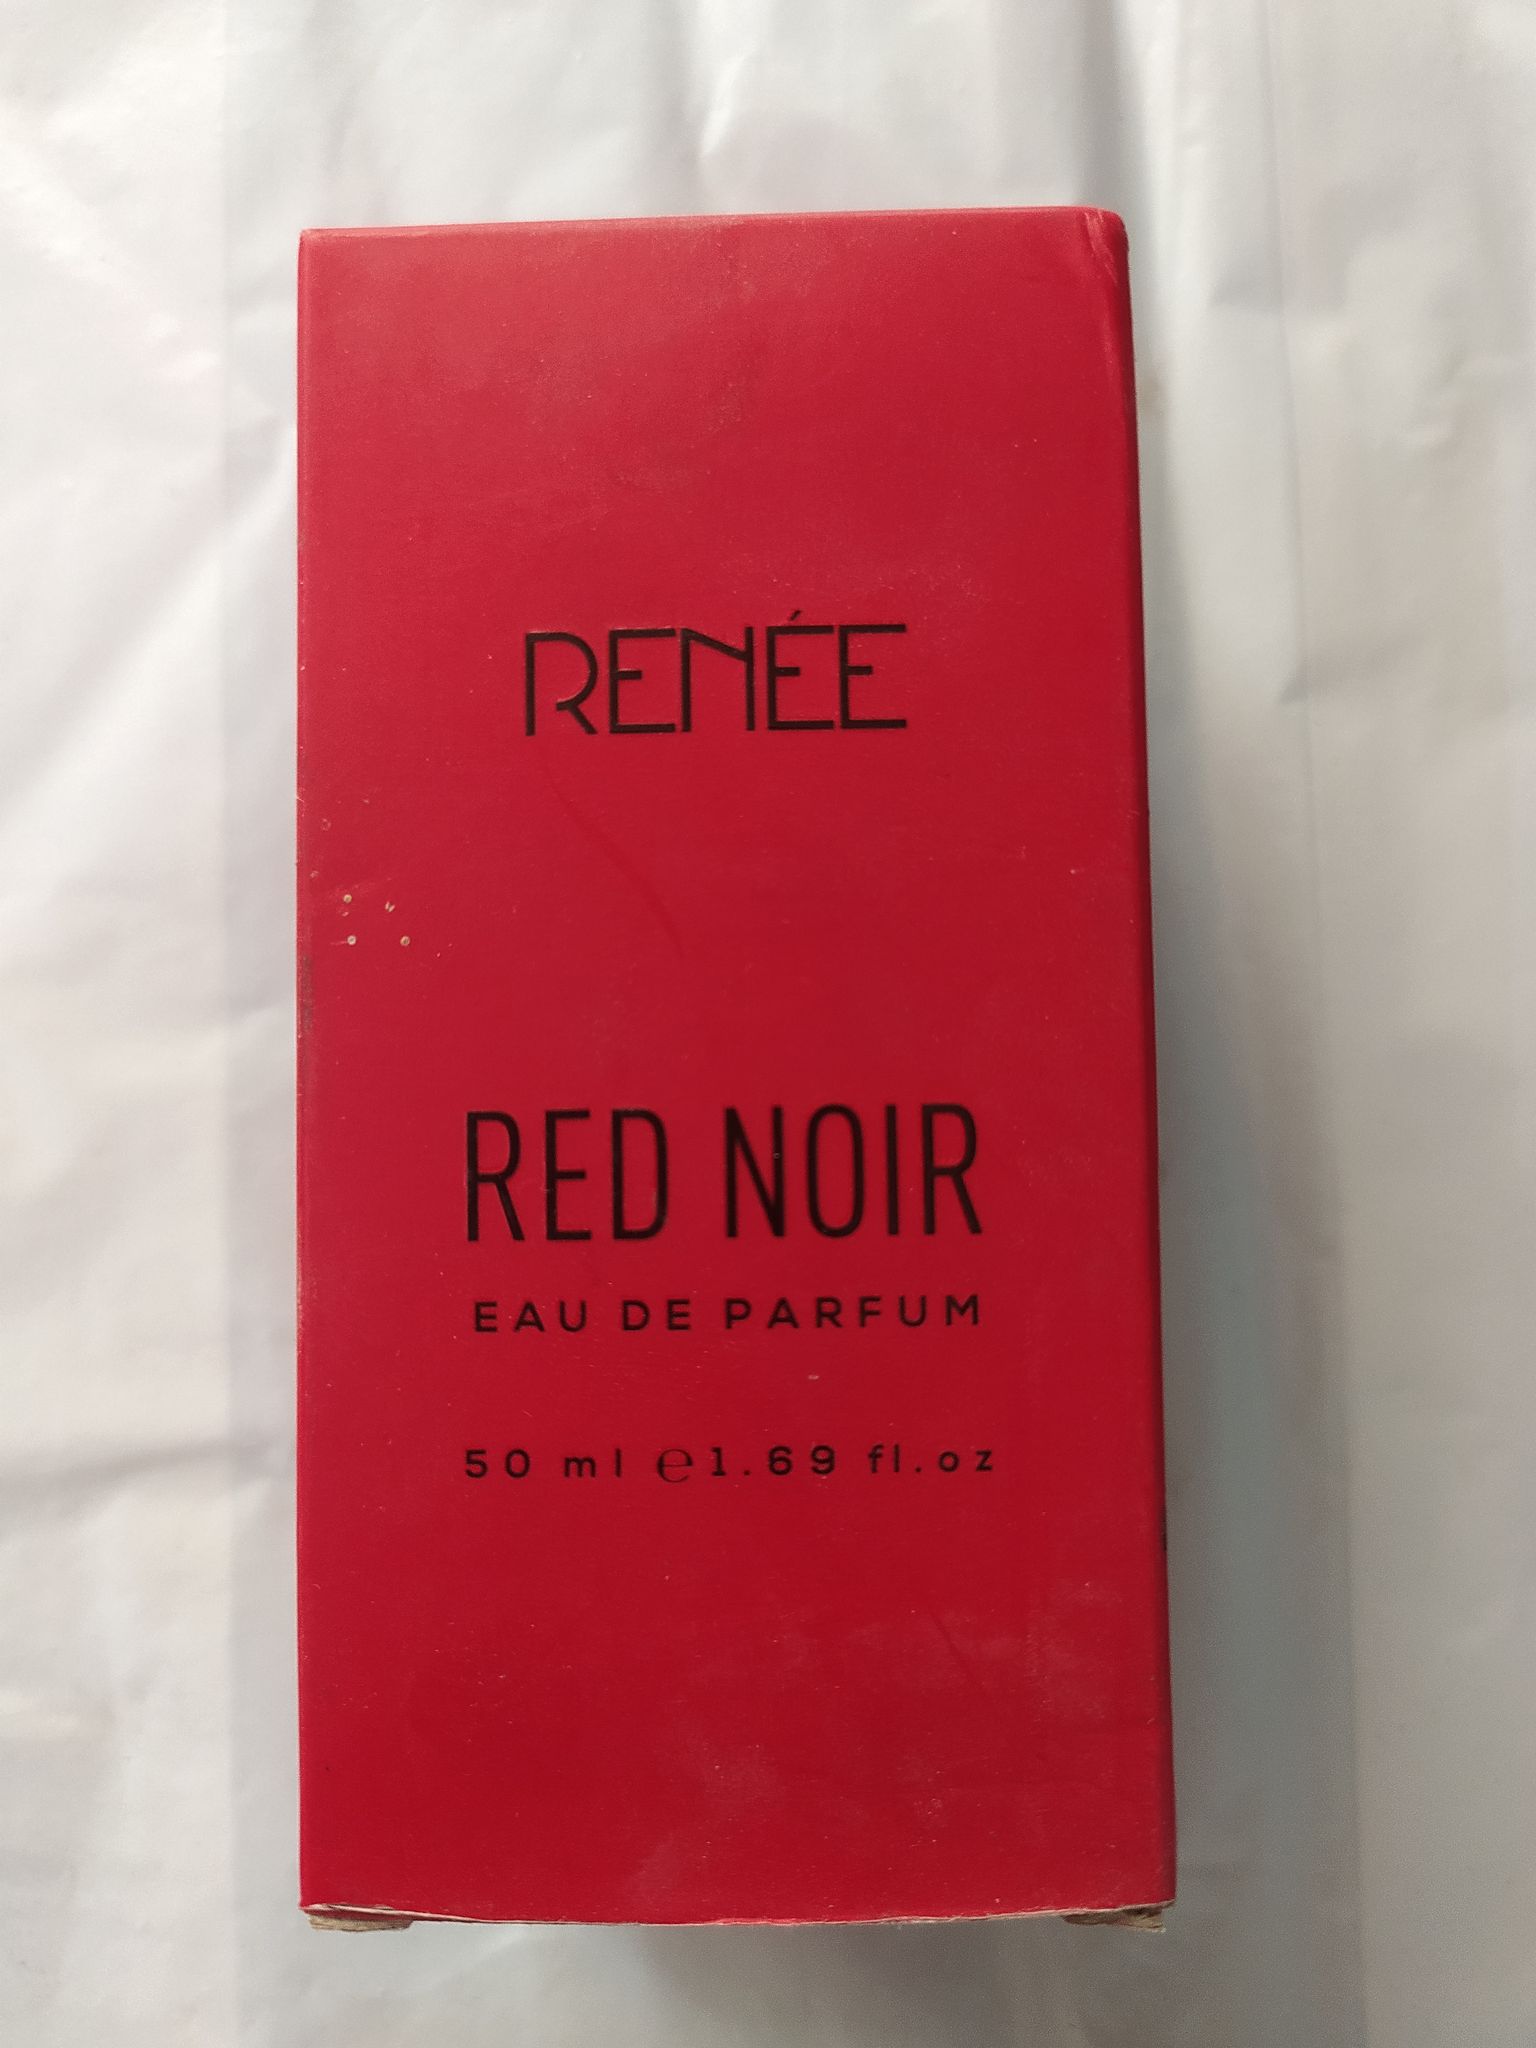 RENÉE
RED NOIR
EAU DE PARFUM
50 ml ℮ 1.69 fl.oz